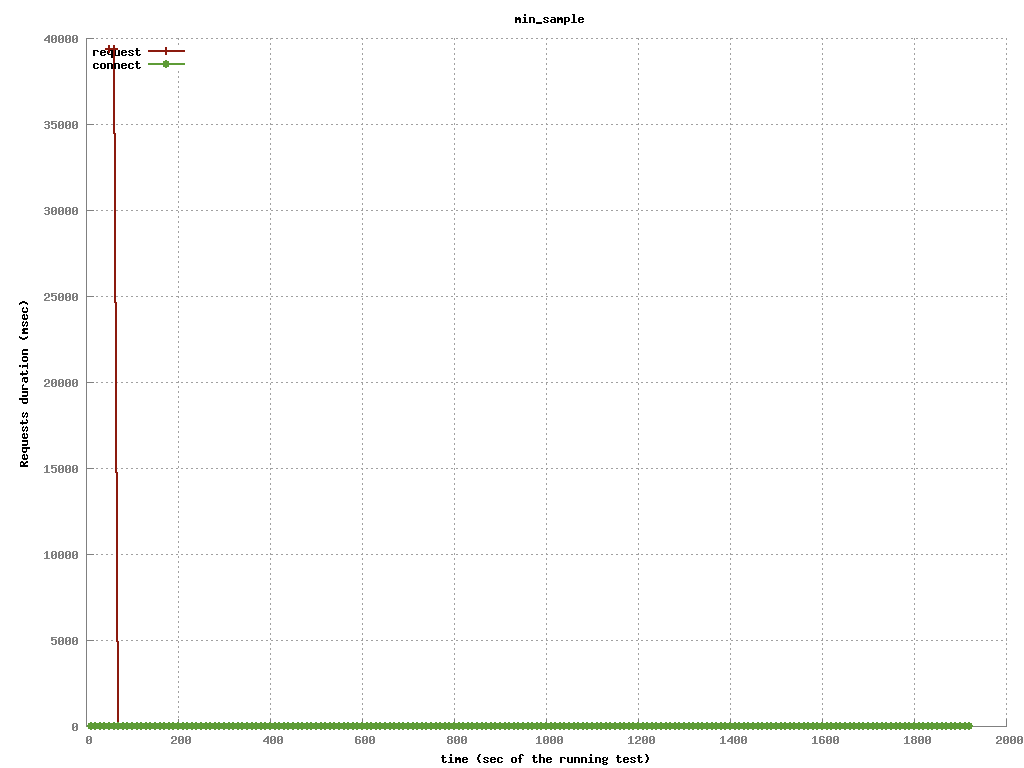 min_sample
40000
request
connect
35000
30000
25000
20000
15000
10000
5000
0
Requests duration (msec)
0 200 400 600 800 1000 1200 1400 1600 1800 2000
time (sec of the running test)